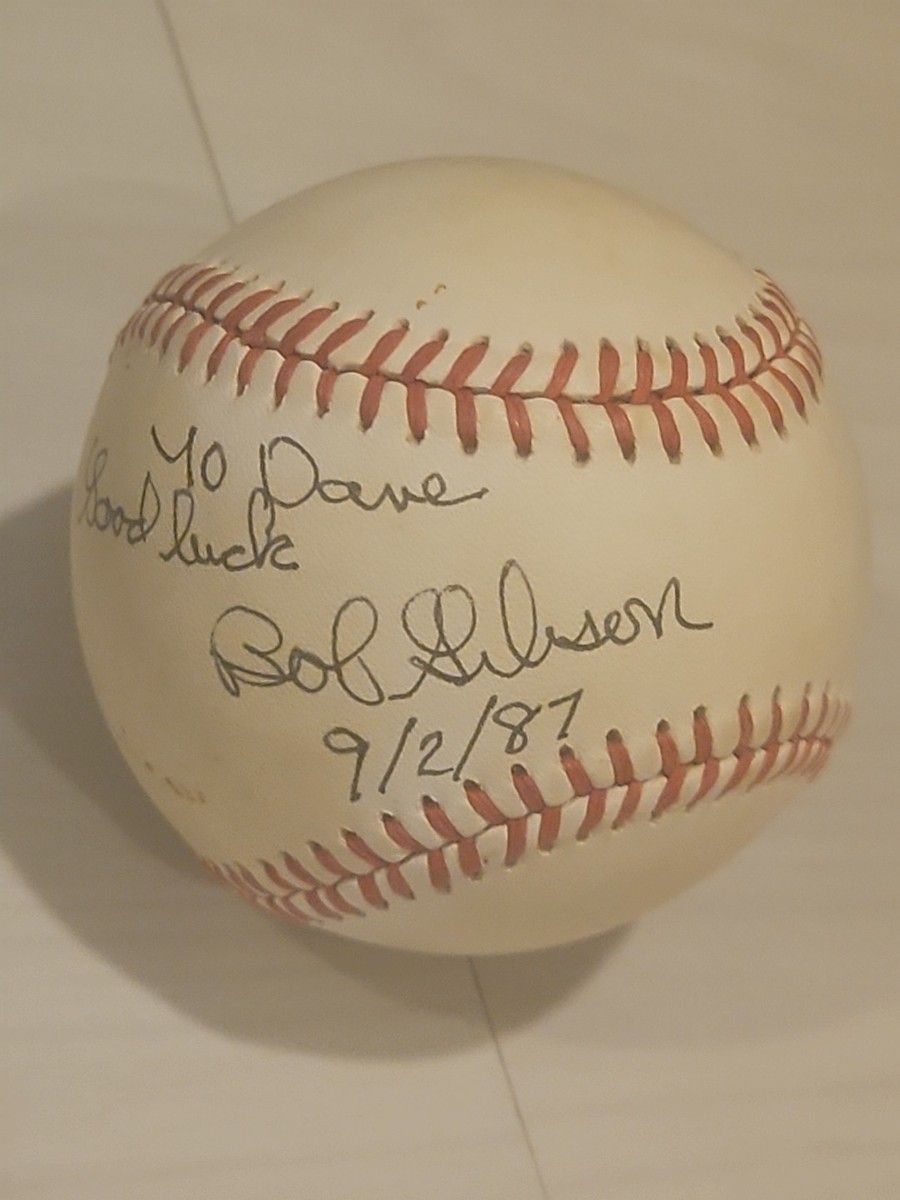 To Dave
Good luck
Bob Gibson
9/2/87